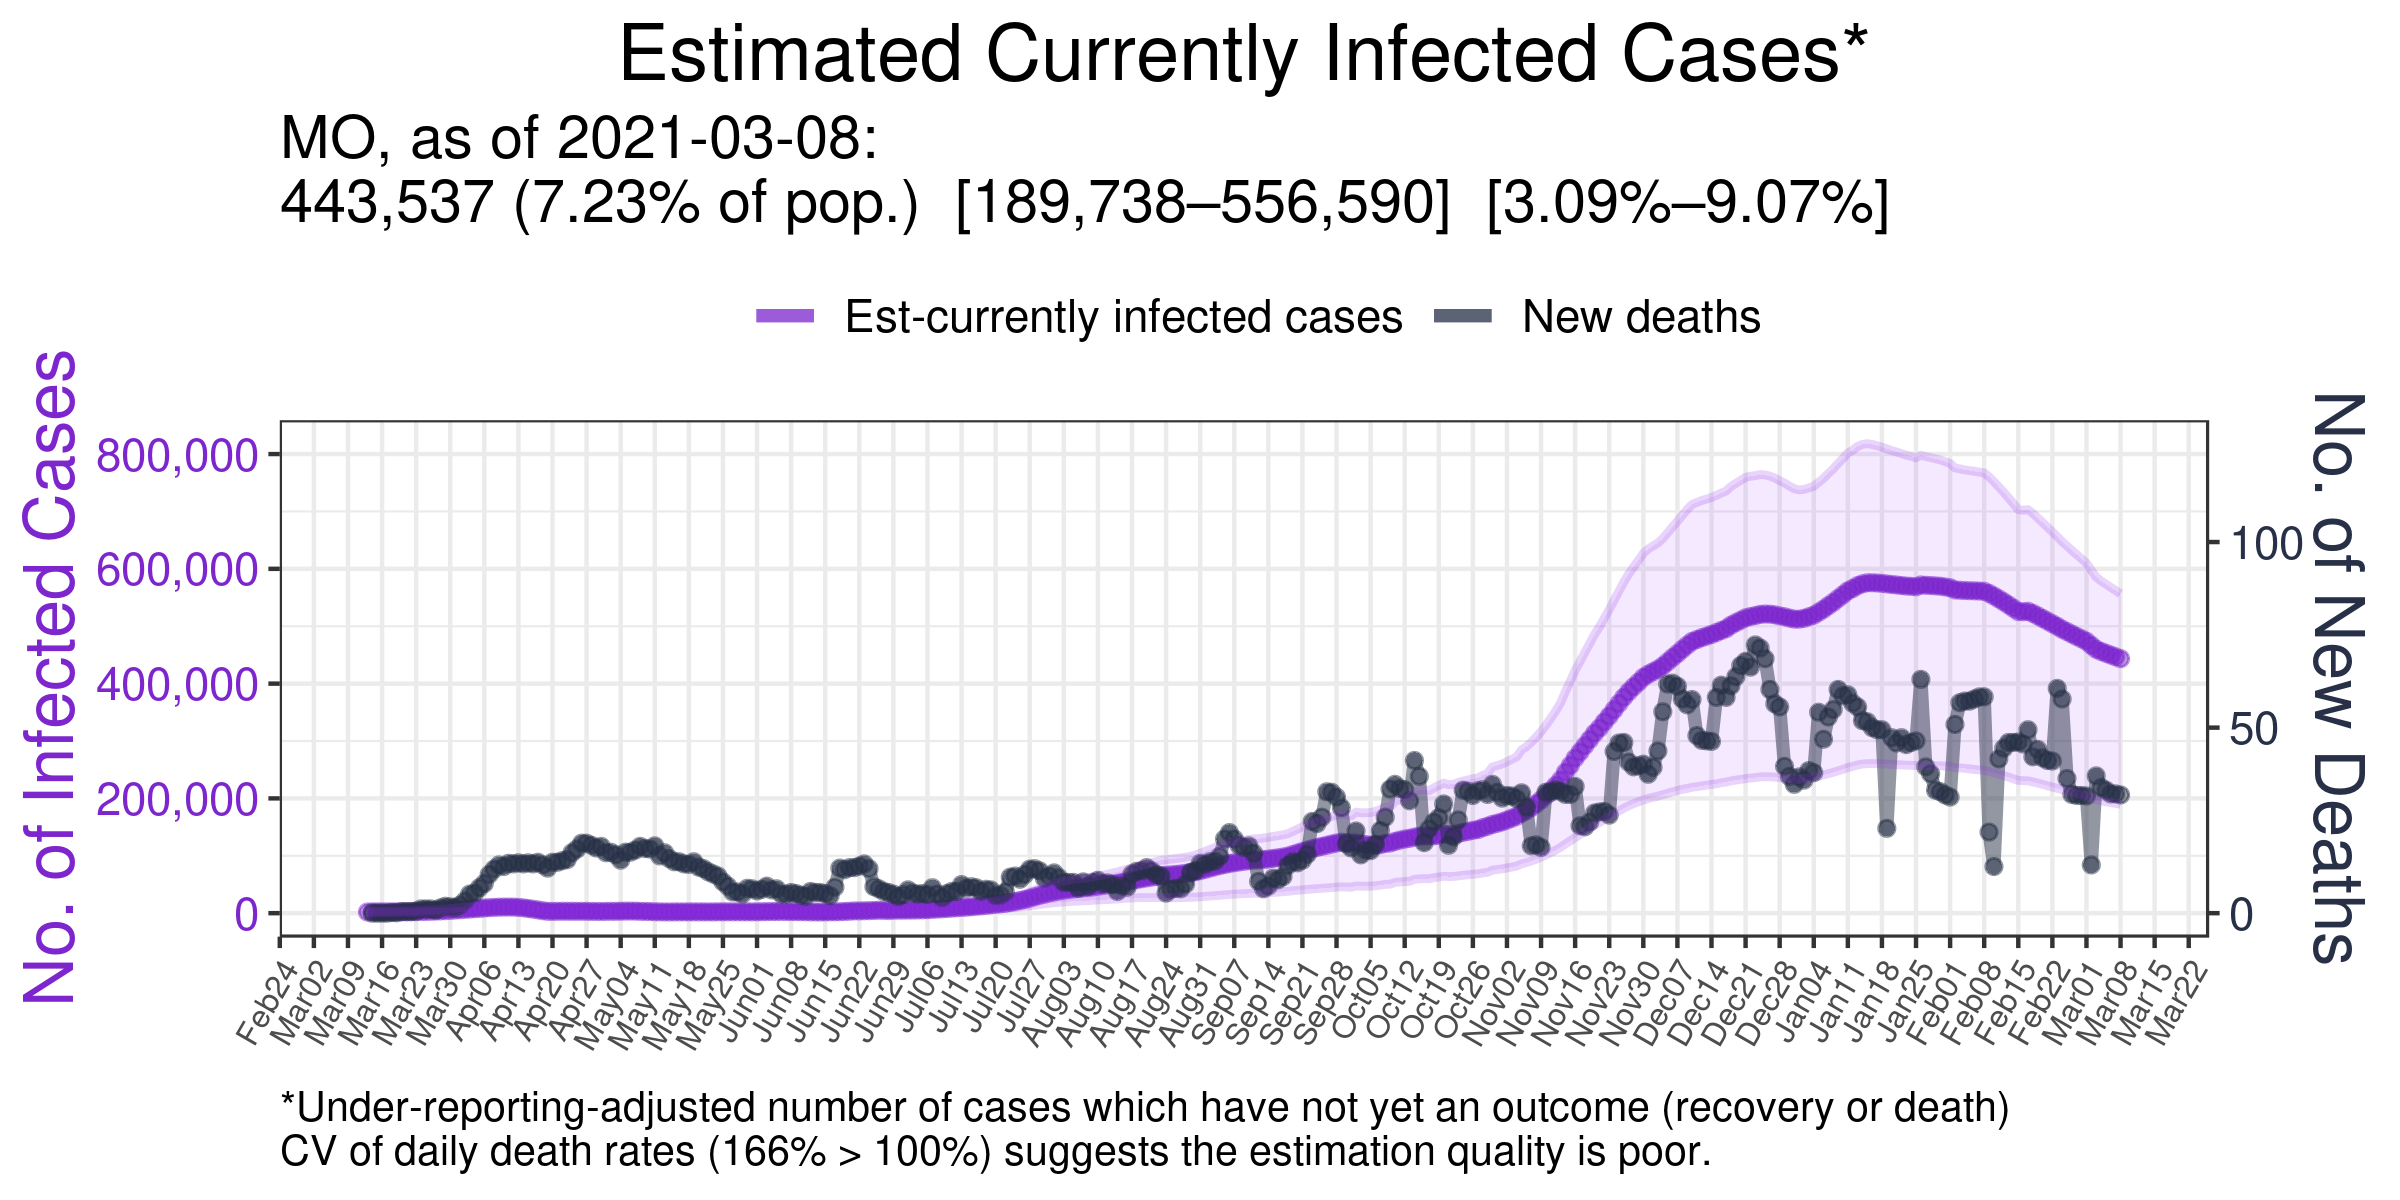 Estimated Currently Infected Cases*
MO, as of 2021-03-08:
443,537 (7.23% of pop.)  [189,738–556,590]  [3.09%–9.07%]
Est-currently infected cases
New deaths
No. of Infected Cases
800,000
600,000
400,000
200,000
0
No. of New Deaths
100
50
0
Feb24
Mar02
Mar09
Mar16
Mar23
Mar30
Apr06
Apr13
Apr20
Apr27
May04
May11
May18
May25
Jun01
Jun08
Jun15
Jun22
Jun29
Jul06
Jul13
Jul20
Jul27
Aug03
Aug10
Aug17
Aug24
Aug31
Sep07
Sep14
Sep21
Sep28
Oct05
Oct12
Oct19
Oct26
Nov02
Nov09
Nov16
Nov23
Nov30
Dec07
Dec14
Dec21
Dec28
Jan04
Jan11
Jan18
Jan25
Feb01
Feb08
Feb15
Feb22
Mar01
Mar08
Mar15
Mar22
*Under-reporting-adjusted number of cases which have not yet an outcome (recovery or death)
CV of daily death rates (166% > 100%) suggests the estimation quality is poor.